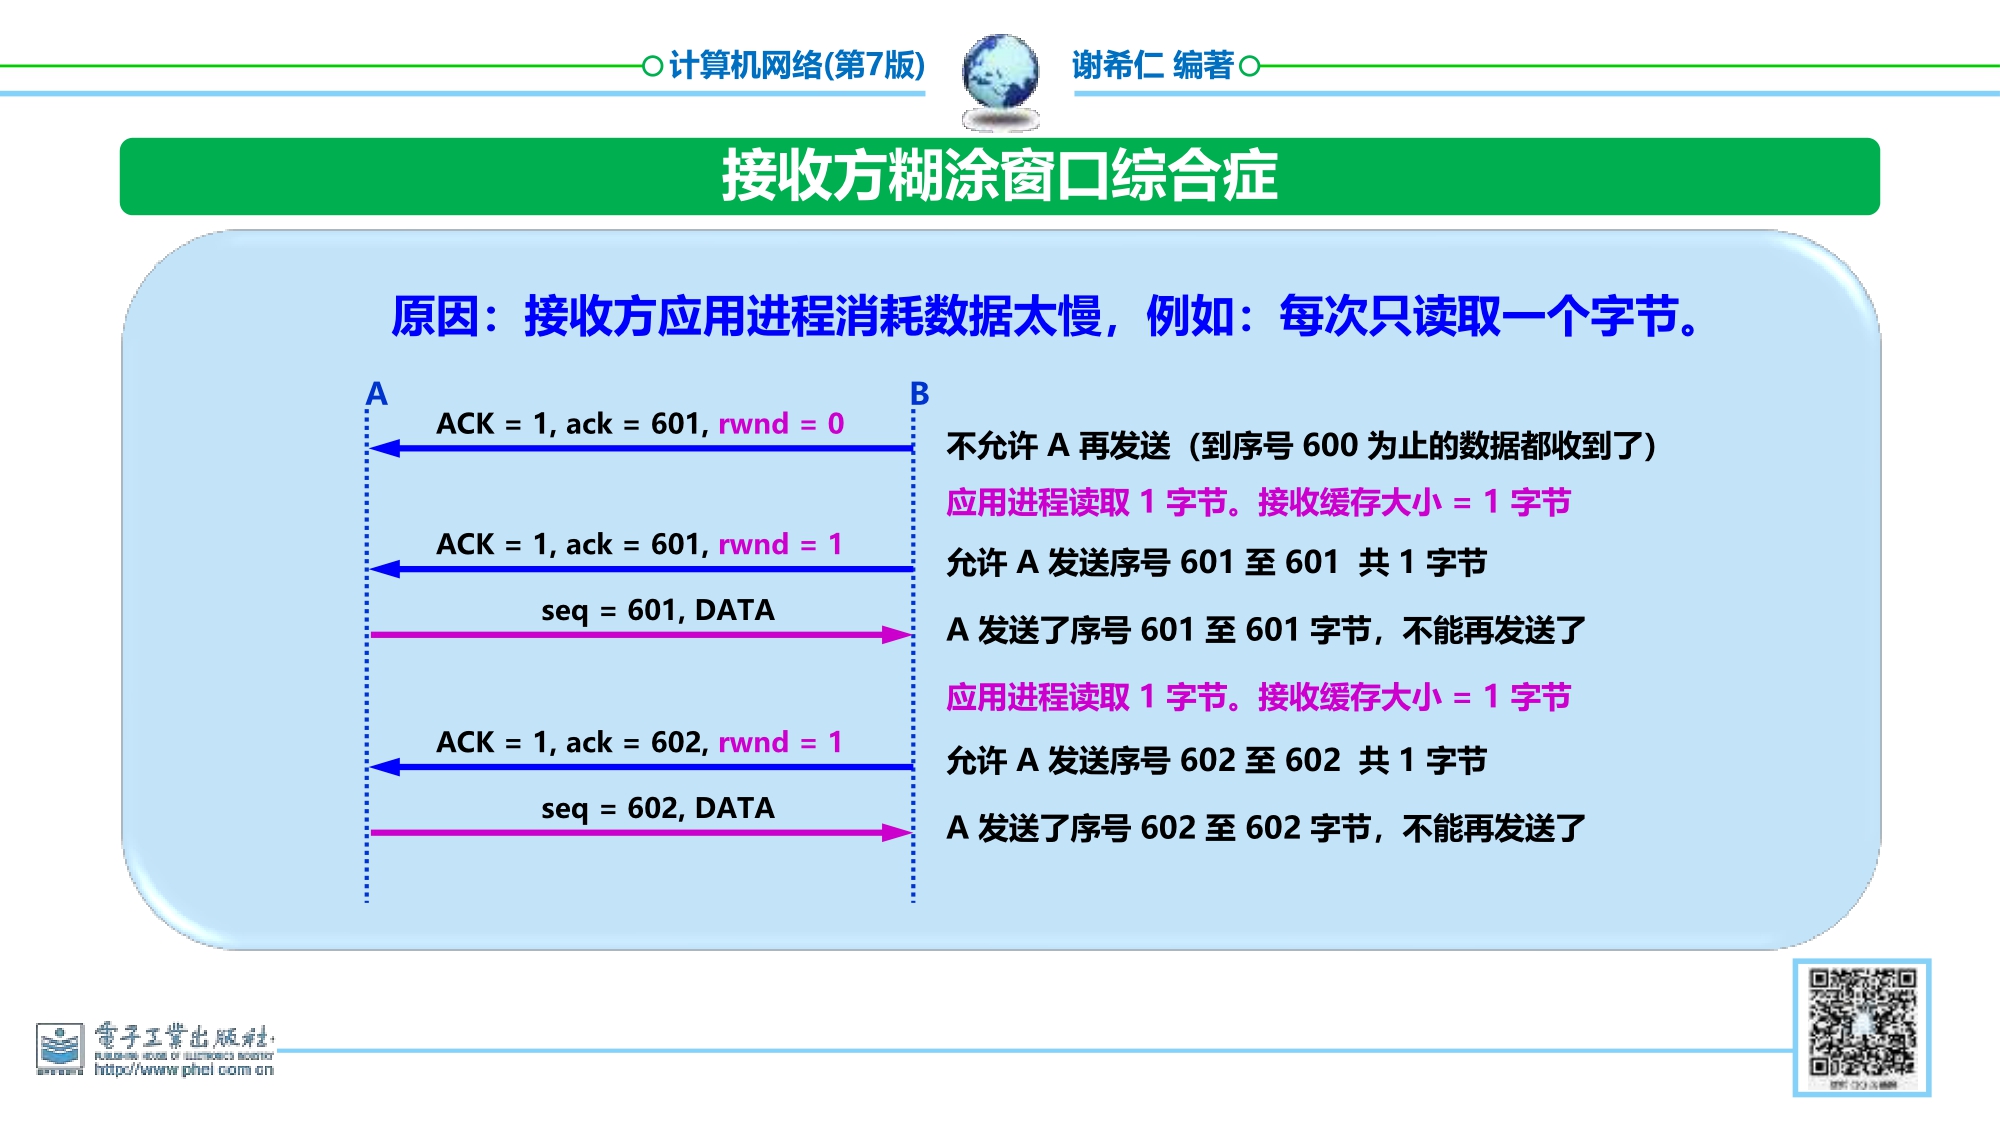 计算机网络(第7版)
谢希仁 编著
接收方糊涂窗口综合症
原因：接收方应用进程消耗数据太慢，例如：每次只读取一个字节。
A
B
ACK = 1, ack = 601, rwnd = 0
不允许 A 再发送（到序号 600 为止的数据都收到了）
应用进程读取 1 字节。接收缓存大小 = 1 字节
ACK = 1, ack = 601, rwnd = 1
允许 A 发送序号 601 至 601 共 1 字节
seq = 601, DATA
A 发送了序号 601 至 601 字节，不能再发送了
应用进程读取 1 字节。接收缓存大小 = 1 字节
ACK = 1, ack = 602, rwnd = 1
允许 A 发送序号 602 至 602 共 1 字节
seq = 602, DATA
A 发送了序号 602 至 602 字节，不能再发送了
電子工業出版社
PUBLISHING HOUSE OF ELECTRONICS INDUSTRY
http://www.phei.com.cn